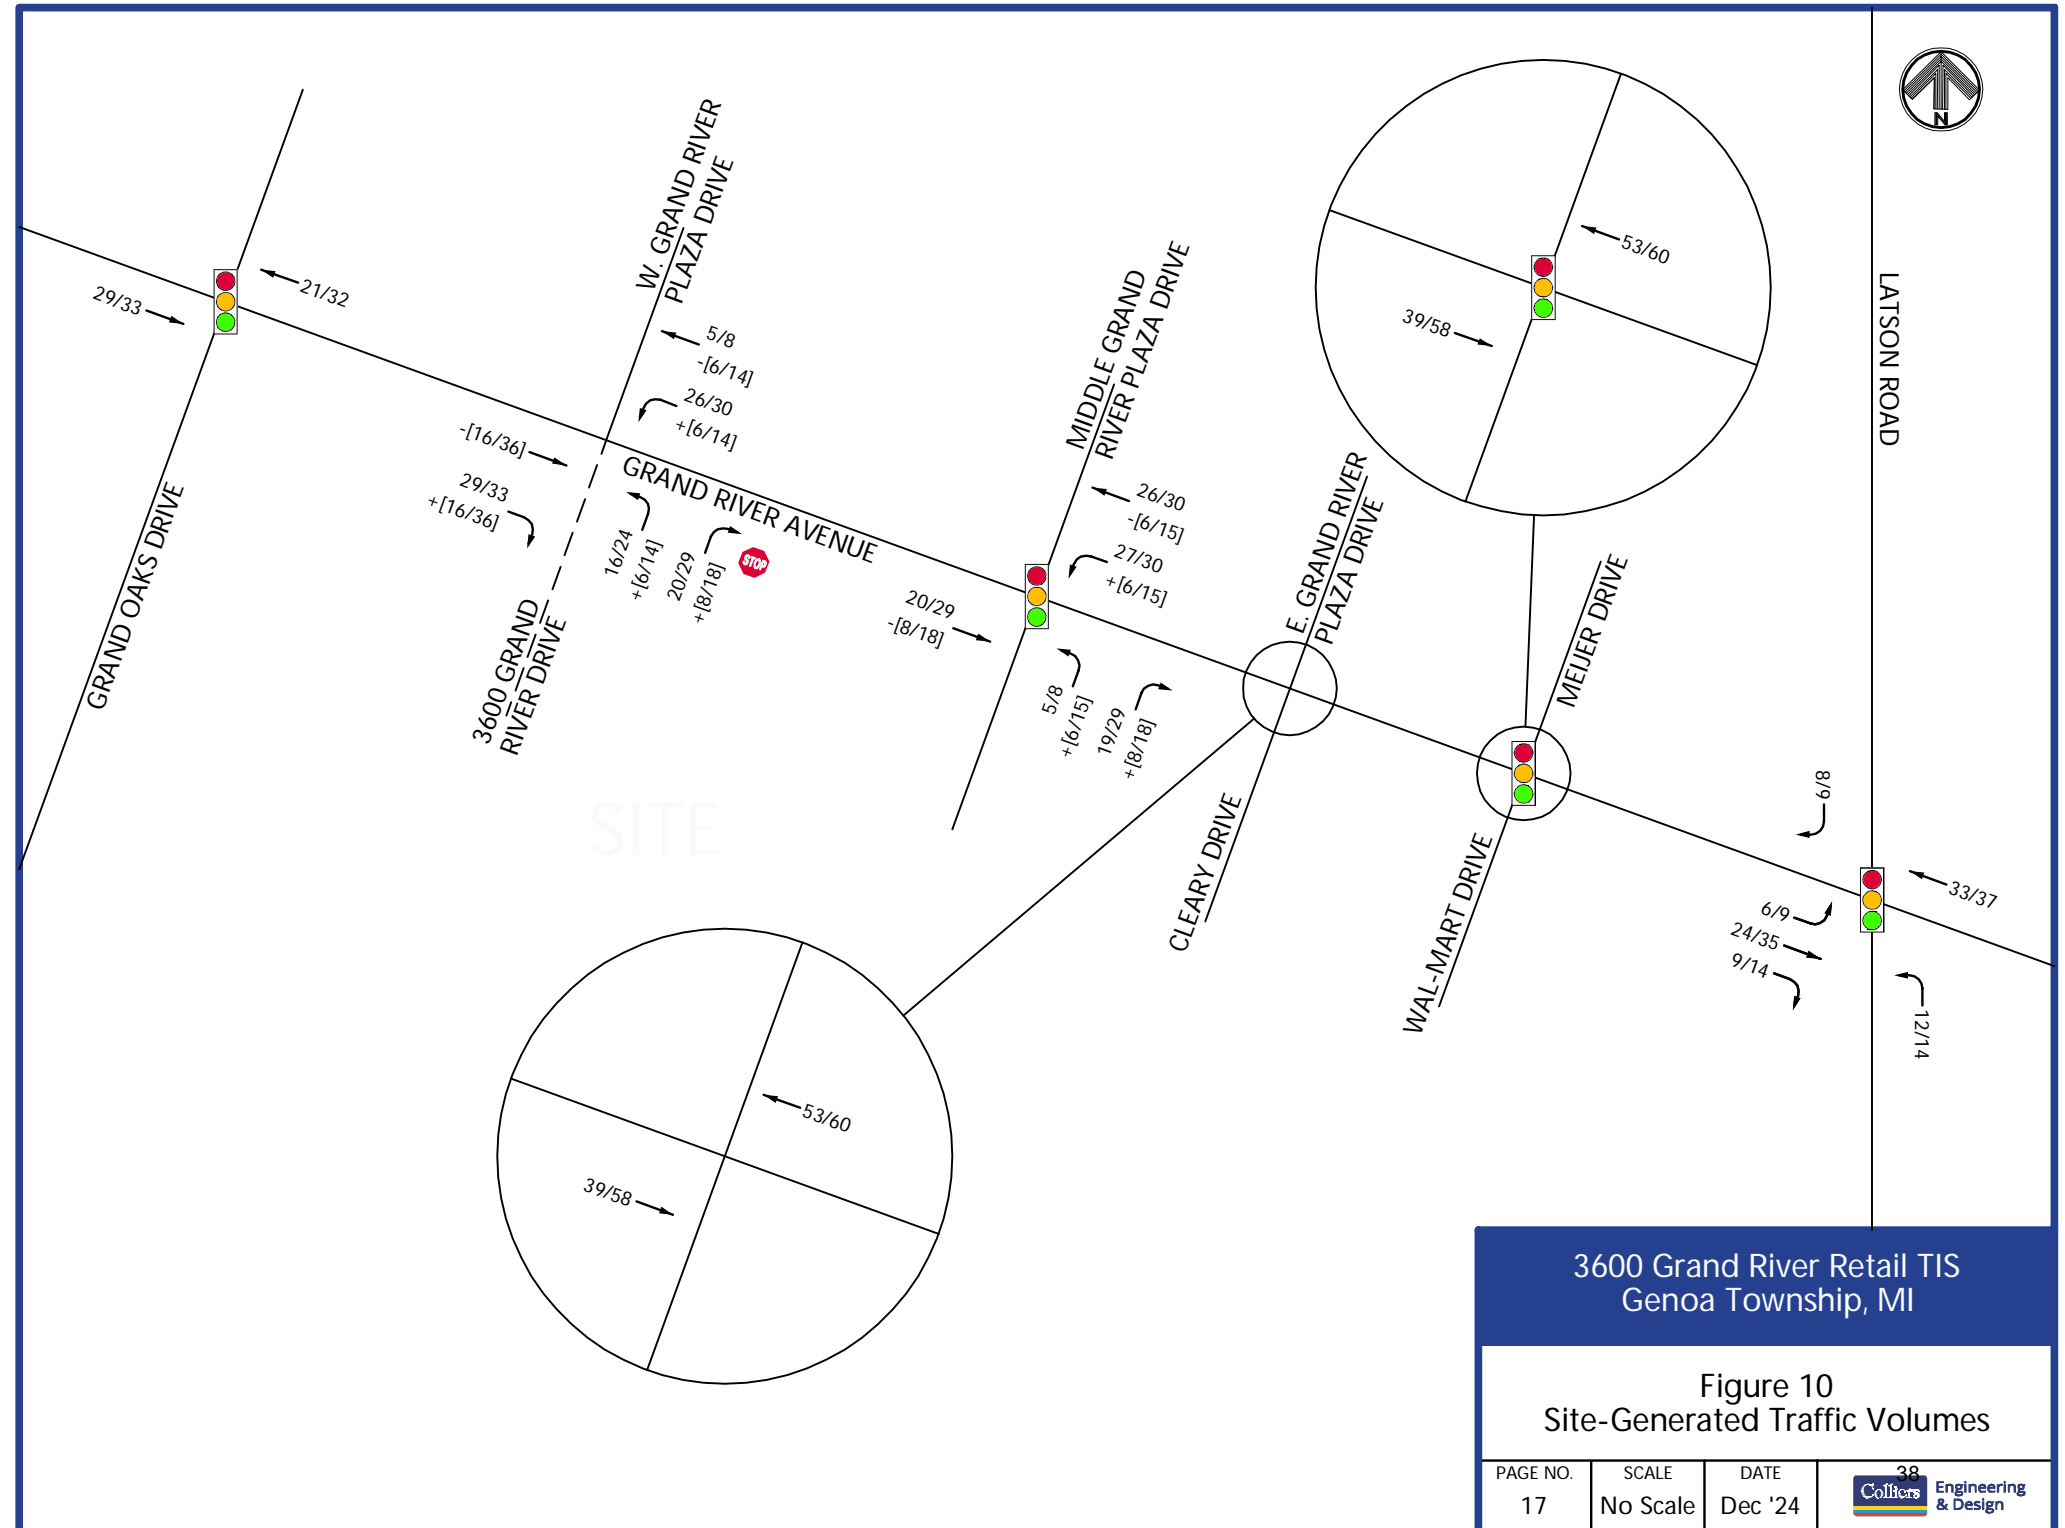 N
W. GRAND RIVER
PLAZA DRIVE
53/60
39/58
29/33
21/32
5/8
-[6/14]
26/30
+[6/14]
MIDDLE GRAND
RIVER PLAZA DRIVE
LATSON ROAD
-[16/36]
29/33
+[16/36]
GRAND RIVER AVENUE
GRAND OAKS DRIVE
16/24
+[6/14]
20/29
+[8/18]
STOP
26/30
-[6/15]
27/30
+[6/15]
E. GRAND RIVER
PLAZA DRIVE
20/29
-[8/18]
3600 GRAND
RIVER DRIVE
5/8
+[6/15]
19/29
+[8/18]
MEIJER DRIVE
SITE
CLEARY DRIVE
WAL-MART DRIVE
8/9
33/37
6/9
24/35
9/14
12/14
53/60
39/58
3600 Grand River Retail TIS
Genoa Township, MI
Figure 10
Site-Generated Traffic Volumes
PAGE NO.
17
SCALE
No Scale
DATE
Dec '24
38
Colliers
Engineering
& Design